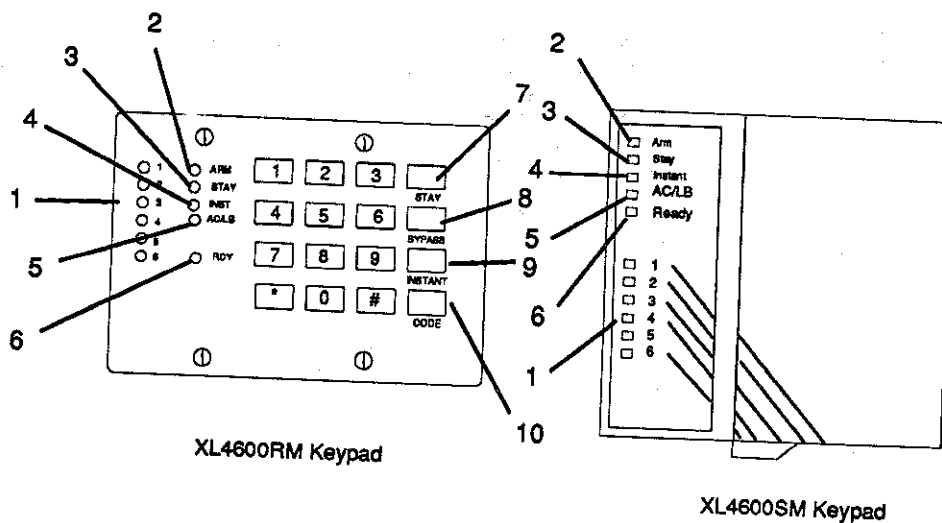 2
3
4
1
5
6
1
2
3
4
5
6
ARM
STAY
INST
AC/LB
RDY
1 2 3
STAY
4 5 6
BYPASS
7 8 9
INSTANT
* 0 #
CODE
7
8
9
10
XL4600RM Keypad
2
3
4
5
6
1
Arm
Stay
Instant
AC/LB
Ready
1
2
3
4
5
6
XL4600SM Keypad